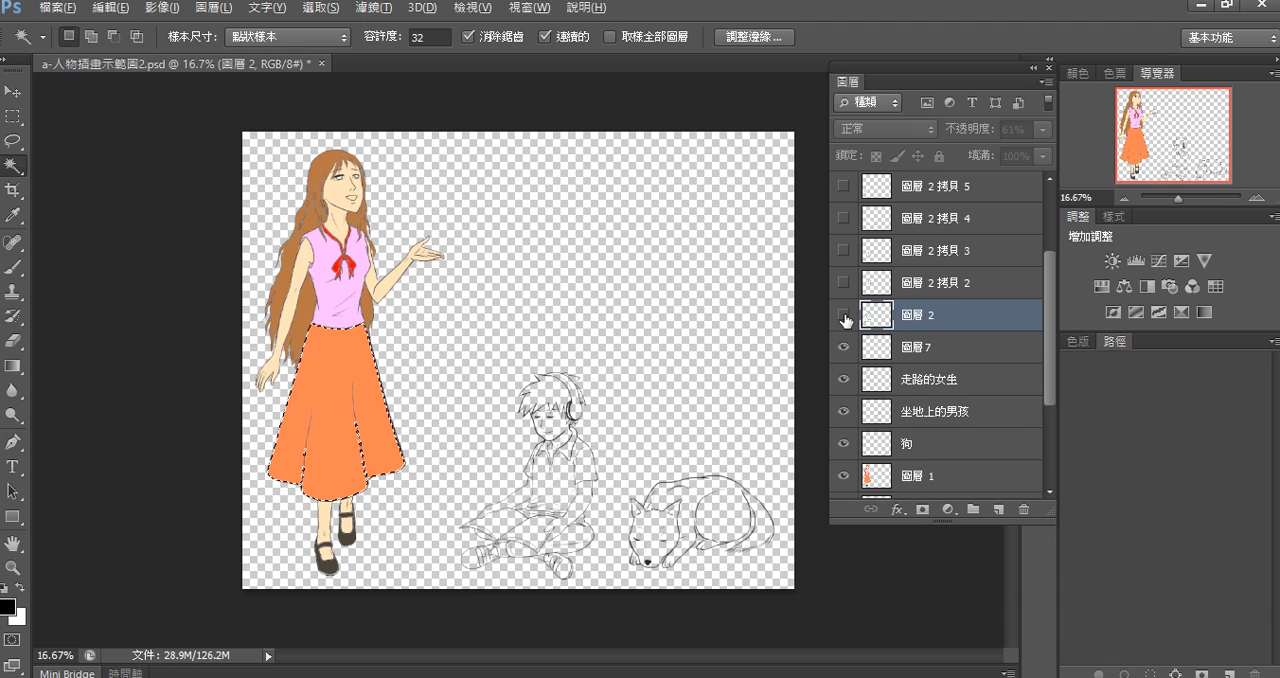 Ps 檔案(F) 編輯(E) 影像(I) 圖層(L) 文字(Y) 選取(S) 濾鏡(T) 3D(D) 檢視(V) 視窗(W) 說明(H)
樣本尺寸: 點狀樣本 容許度: 32 消除鋸齒 連續的 取樣全部圖層 調整邊緣... 基本功能
a-人物插畫示範圖2.psd @ 16.7% (圖層 2, RGB/8#) * ×
圖層
顏色 色票 導覽器
種類
正常 不透明度: 61%
鎖定: 填滿: 100%
圖層 2 拷貝 5
16.67%
圖層 2 拷貝 4
調整 樣式
增加調整
圖層 2 拷貝 3
圖層 2 拷貝 2
圖層 2
色版 路徑
圖層7
走路的女生
坐地上的男孩
狗
圖層 1
fx
16.67% 文件: 28.9M/126.2M
Mini Bridge 時間軸